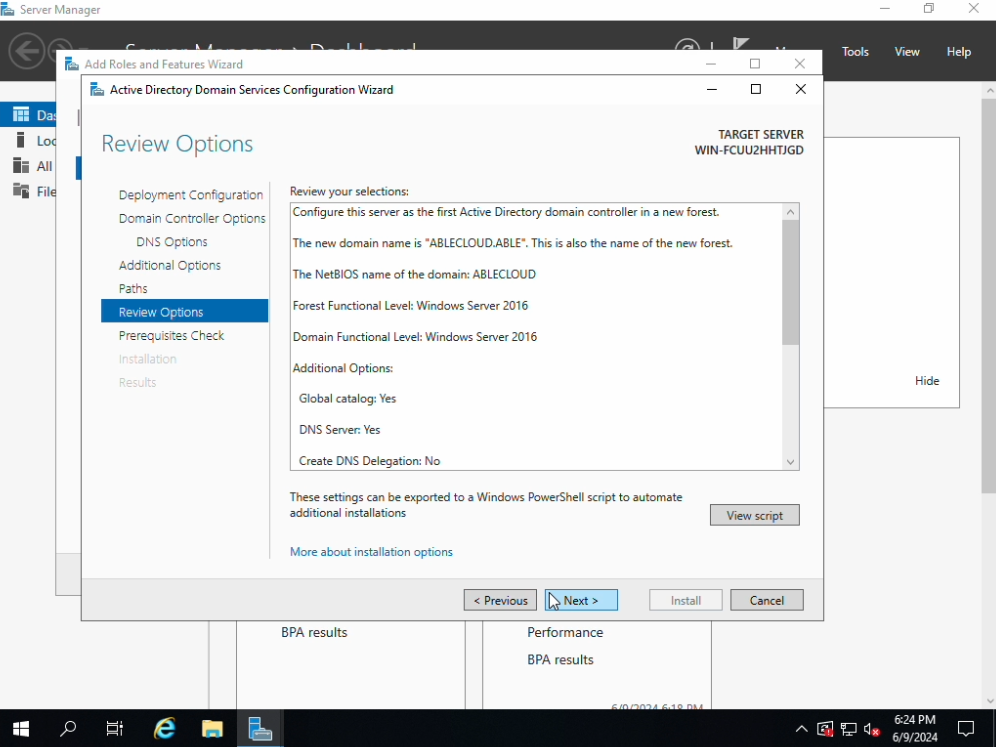 Server Manager
Server Manager › Dashboard
Tools
View
Help
Add Roles and Features Wizard
Active Directory Domain Services Configuration Wizard
Review Options
TARGET SERVER
WIN-FCUU2HHTJGD
Das
Loc
All
File
Deployment Configuration
Domain Controller Options
DNS Options
Additional Options
Paths
Review Options
Prerequisites Check
Installation
Results
Review your selections:
Configure this server as the first Active Directory domain controller in a new forest.
The new domain name is "ABLECLOUD.ABLE". This is also the name of the new forest.
The NetBIOS name of the domain: ABLECLOUD
Forest Functional Level: Windows Server 2016
Domain Functional Level: Windows Server 2016
Additional Options:
Global catalog: Yes
DNS Server: Yes
Create DNS Delegation: No
These settings can be exported to a Windows PowerShell script to automate
additional installations
View script
More about installation options
Hide
< Previous
Next >
Install
Cancel
BPA results
Performance
BPA results
6/9/2024 6:18 PM
6:24 PM
6/9/2024